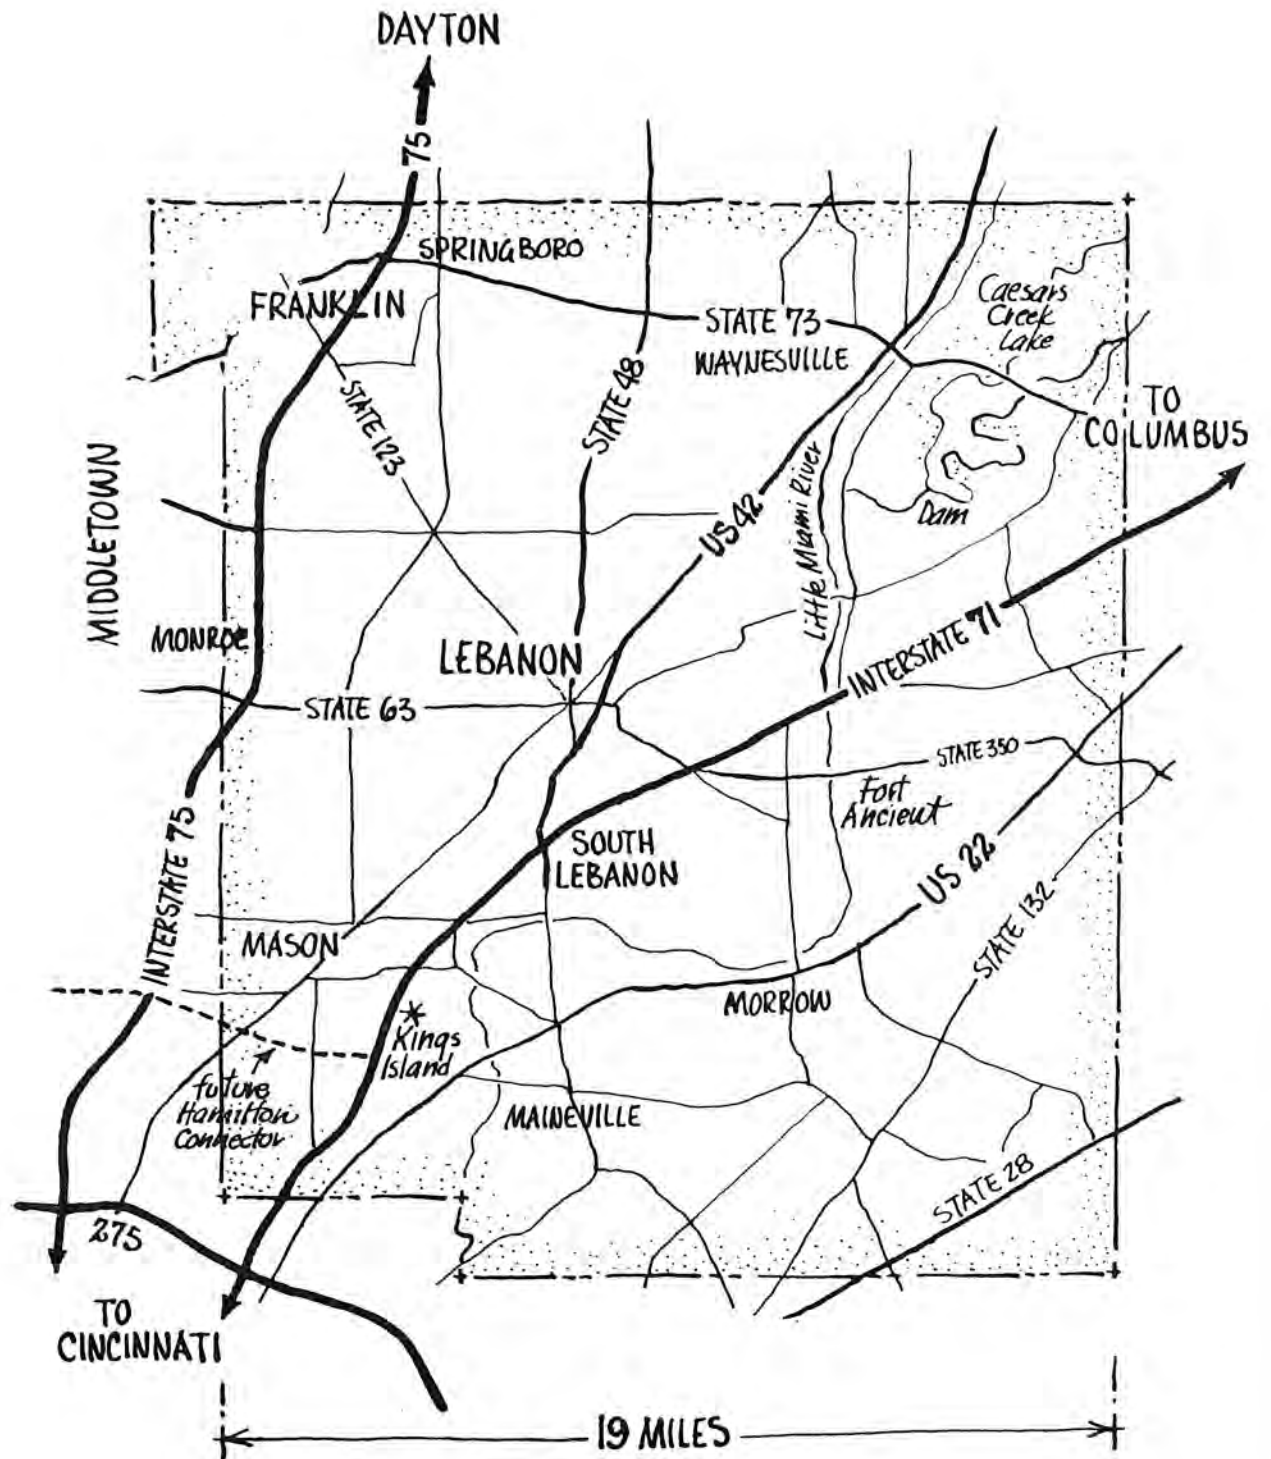 DAYTON
75
SPRINGBORO
FRANKLIN
Caesars
Creek
Lake
STATE 73
WAYNESVILLE
STATE 48
STATE 123
TO
COLUMBUS
MIDDLETOWN
US 42
Little Miami River
Dam
MONROE
LEBANON
INTERSTATE 71
STATE 63
STATE 350
Fort
Ancient
INTERSTATE 75
SOUTH
LEBANON
US 22
STATE 132
MASON
MORROW
Kings
Island
future
Hamilton
Connector
MAINEVILLE
STATE 28
275
TO
CINCINNATI
19 MILES